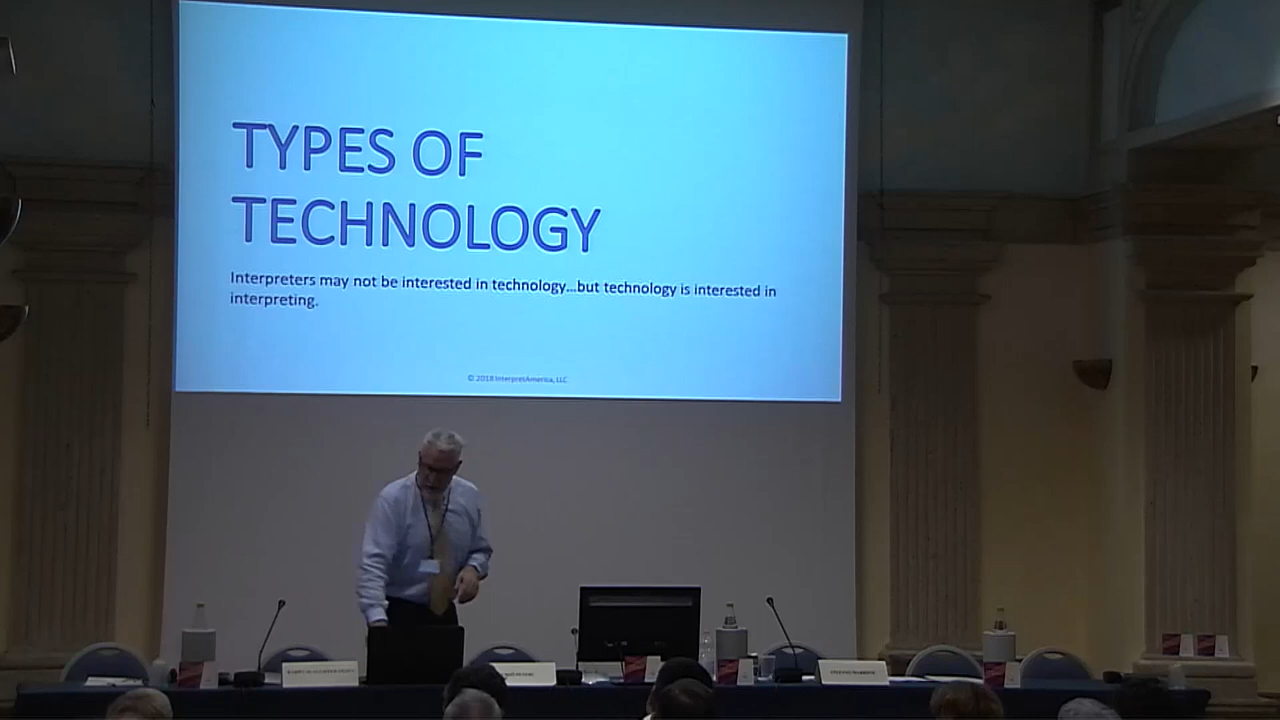 TYPES OF
TECHNOLOGY
Interpreters may not be interested in technology...but technology is interested in
interpreting.
© 2018 InterpretAmerica, LLC